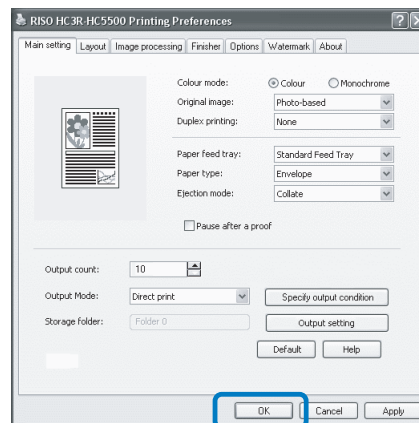 RISO HC3R-HC5500 Printing Preferences
Main setting Layout Image processing Finisher Options Watermark About
Colour mode: Colour Monochrome
Original image: Photo-based
Duplex printing: None
Paper feed tray: Standard Feed Tray
Paper type: Envelope
Ejection mode: Collate
Pause after a proof
Output count: 10
Output Mode: Direct print Specify output condition
Storage folder: Folder 0 Output setting
Default Help
OK Cancel Apply